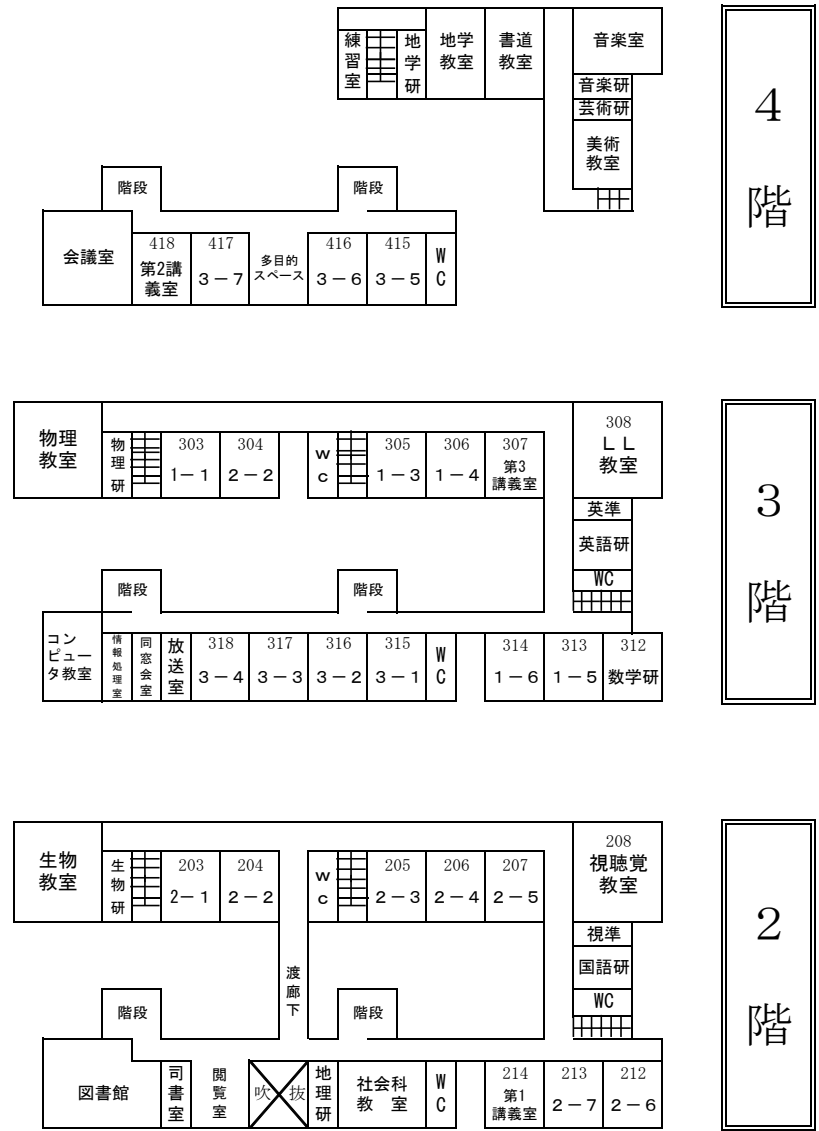 練習室
地学研
地学
教室
書道
教室
音楽室
音楽研
芸術研
美術
教室
4階
階段
階段
会議室
418
第2講
義室
417
3－7
多目的
スペース
416
3－6
415
3－5
WC
物理
教室
物理研
303
1－1
304
2－2
WC
305
1－3
306
1－4
307
第3
講義室
308
LL
教室
英準
英語研
WC
3階
階段
階段
コン
ピュー
タ教室
情報処理室
同窓会室
放送室
318
3－4
317
3－3
316
3－2
315
3－1
WC
314
1－6
313
1－5
312
数学研
生物
教室
生物研
203
2－1
204
2－2
WC
205
2－3
206
2－4
207
2－5
208
視聴覚
教室
視準
国語研
WC
2階
渡廊下
階段
階段
図書館
司書室
閲覧室
吹抜
地理研
社会科
教　室
WC
214
第1
講義室
213
2－7
212
2－6